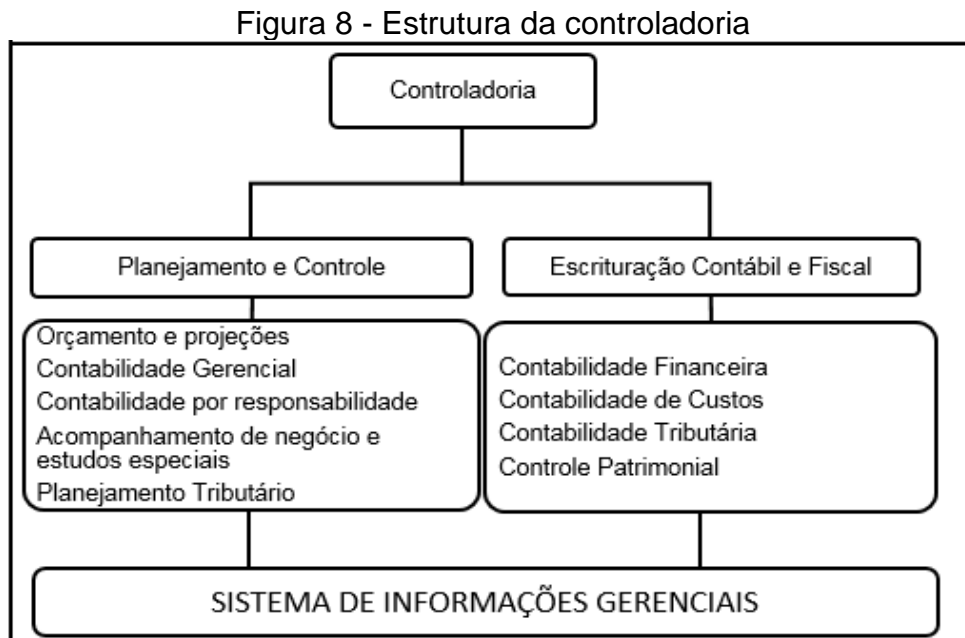 Figura 8 - Estrutura da controladoria
Controladoria
Planejamento e Controle
Escrituração Contábil e Fiscal
Orçamento e projeções
Contabilidade Gerencial
Contabilidade por responsabilidade
Acompanhamento de negócio e
estudos especiais
Planejamento Tributário
Contabilidade Financeira
Contabilidade de Custos
Contabilidade Tributária
Controle Patrimonial
SISTEMA DE INFORMAÇÕES GERENCIAIS